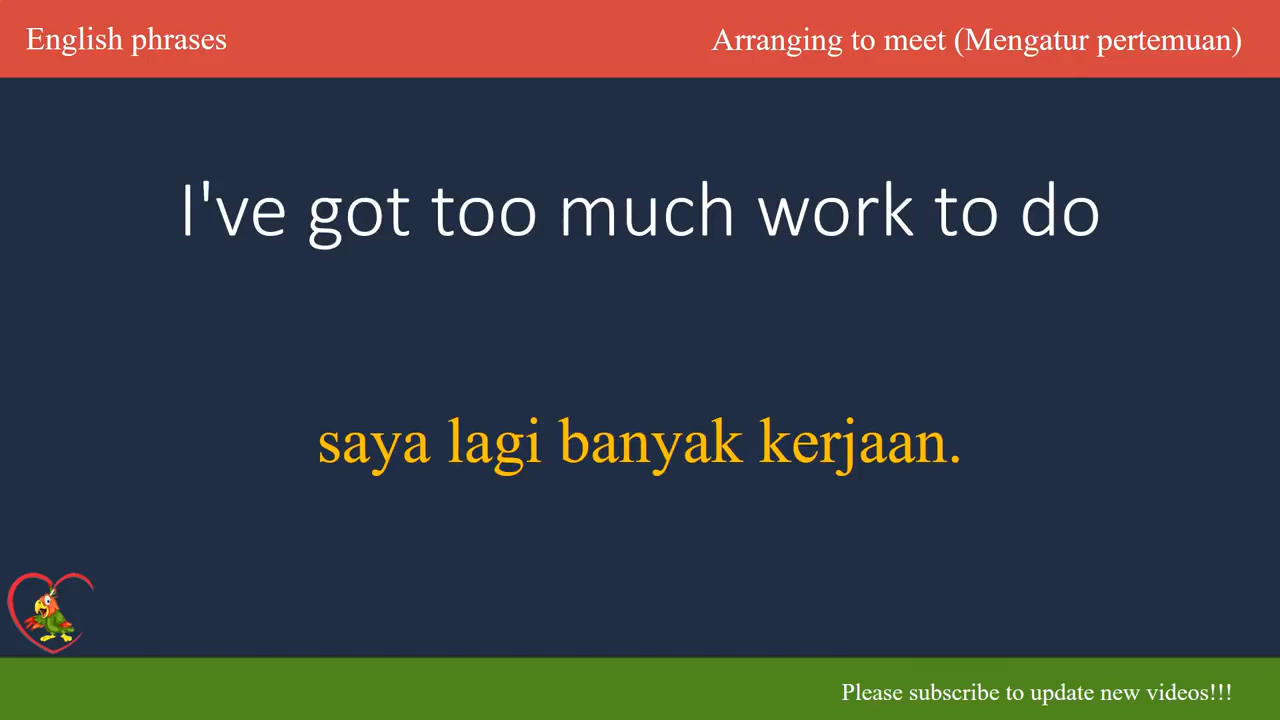 English phrases
Arranging to meet (Mengatur pertemuan)
I've got too much work to do
saya lagi banyak kerjaan.
Please subscribe to update new videos!!!